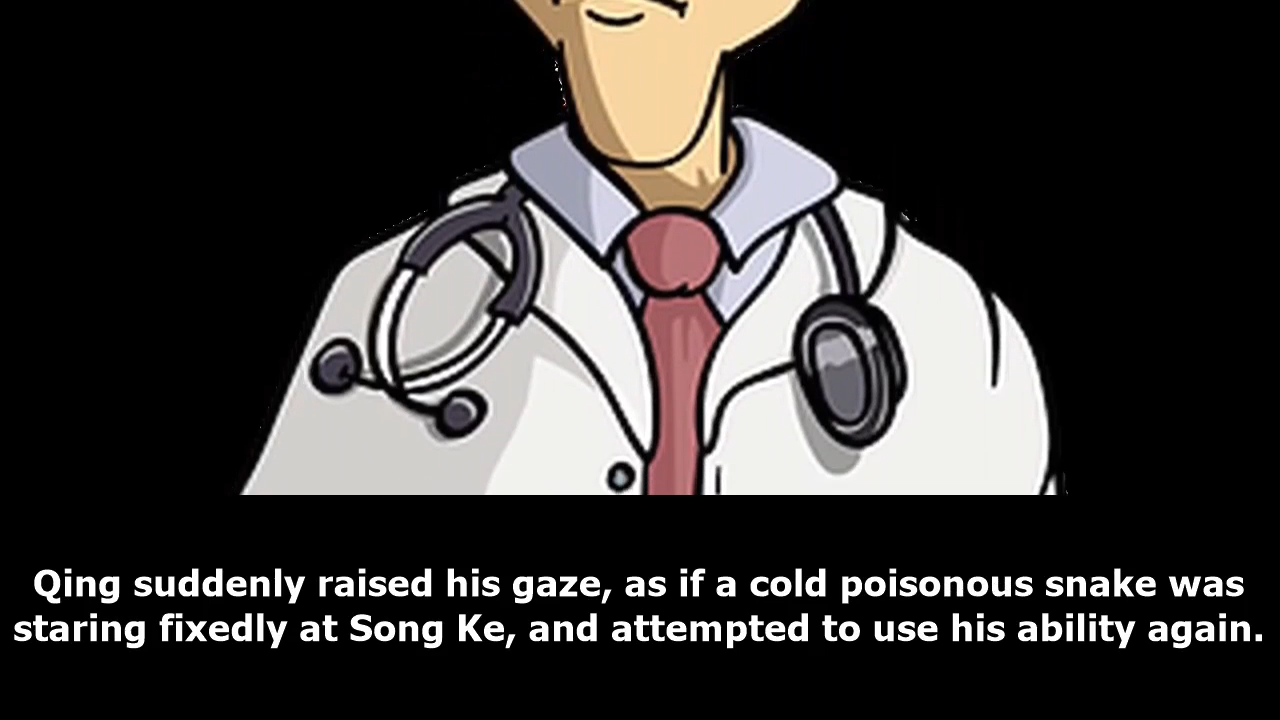 Qing suddenly raised his gaze, as if a cold poisonous snake was
staring fixedly at Song Ke, and attempted to use his ability again.